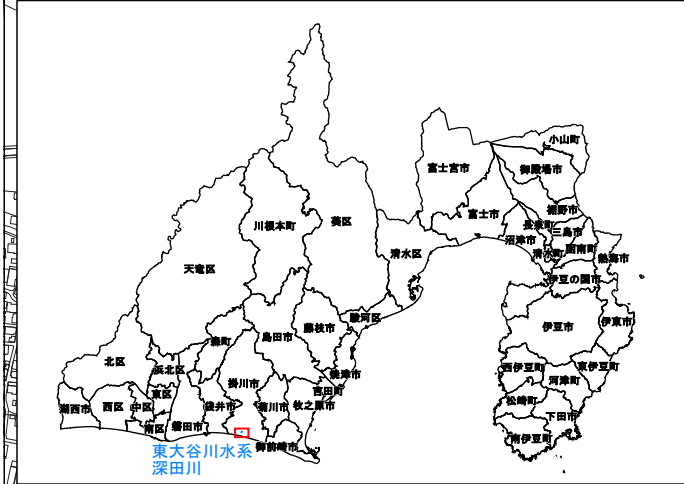 小山町
御殿場市
富士宮市
裾野市
富士市
長泉町
三島市
川根本町
葵区
沼津市
清水町
函南町
清水区
熱海市
天竜区
伊豆の国市
駿河区
伊豆市
伊東市
藤枝市
森町
島田市
北区
浜北区
焼津市
西伊豆町
東伊豆町
東区
掛川市
河津町
吉田町
湖西市
西区
中区
袋井市
菊川市
牧之原市
松崎町
南区
磐田市
下田市
御前崎市
南伊豆町
東大谷川水系
深田川